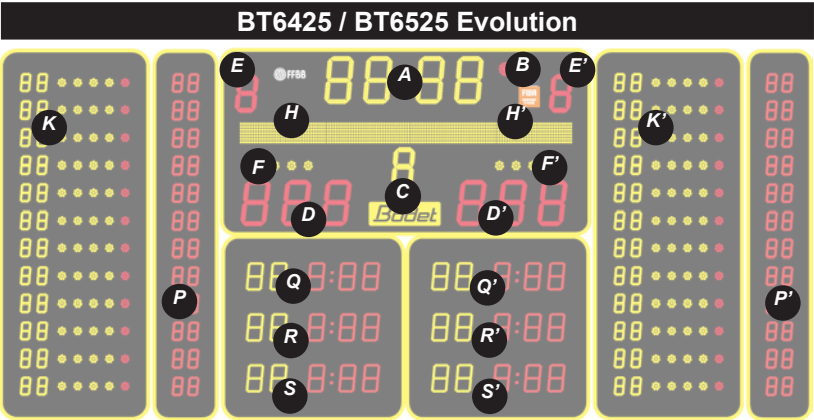 BT6425 / BT6525 Evolution
E FFBB A B E'
H H'
K K'
F C F'
D Bodet D'
Q Q'
P P'
R R'
S S'